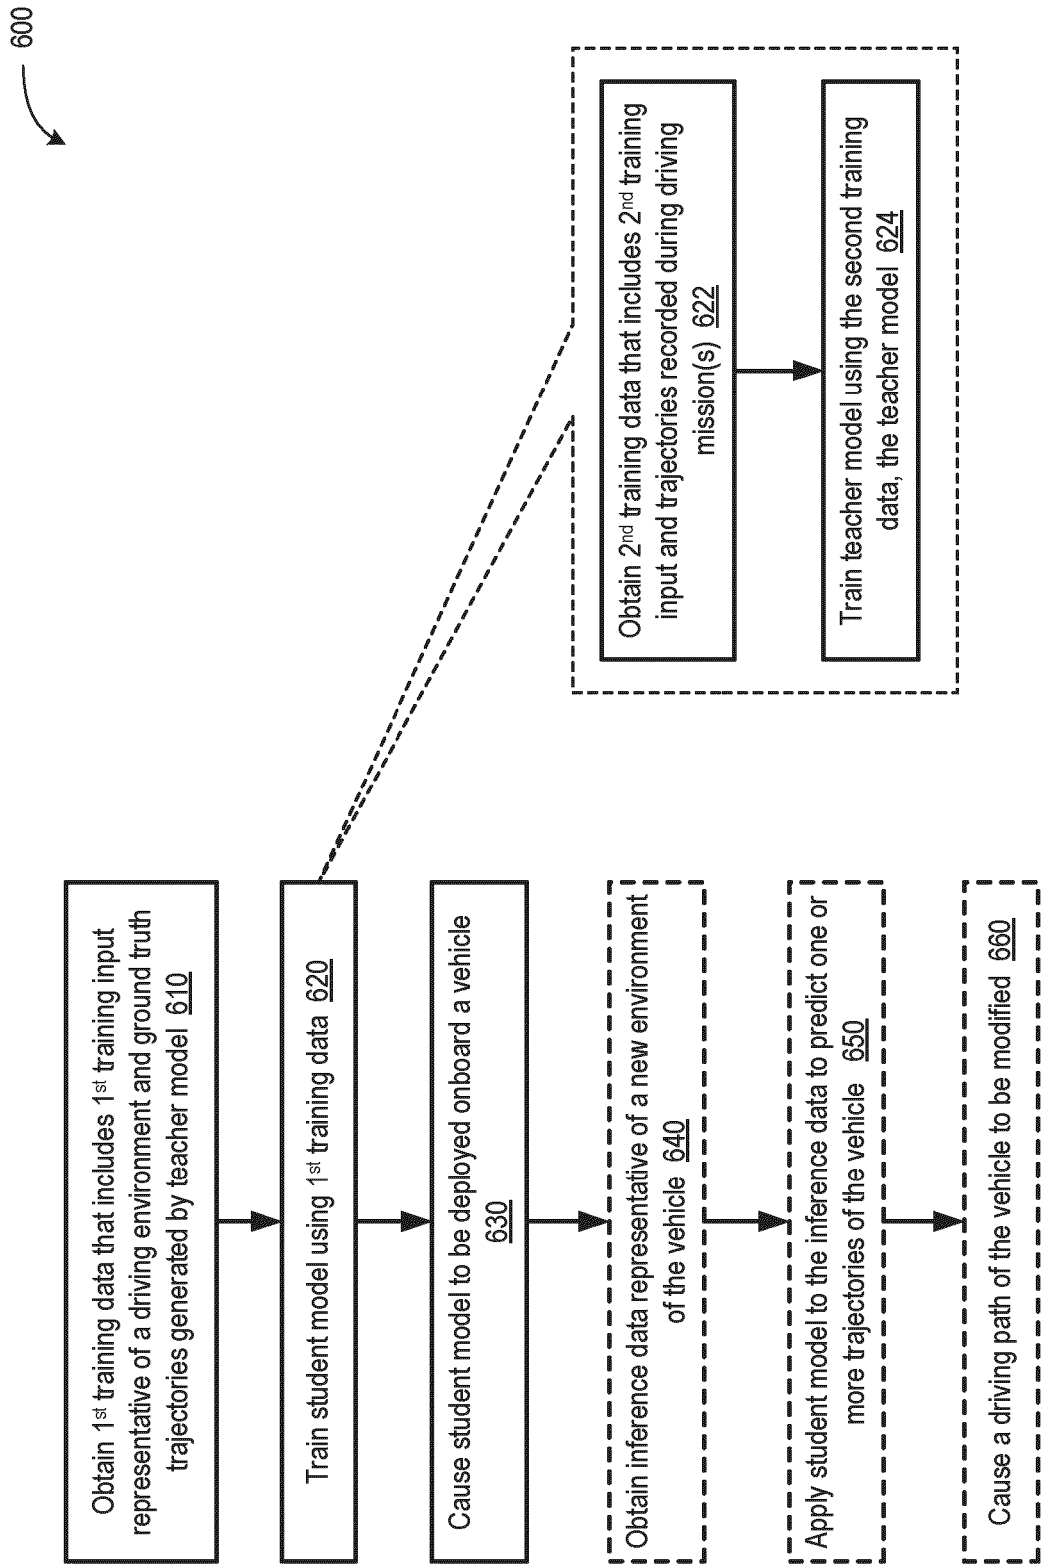 600
Obtain 1st training data that includes 1st training input
representative of a driving environment and ground truth
trajectories generated by teacher model 610
Train student model using 1st training data 620
Cause student model to be deployed onboard a vehicle
630
Obtain inference data representative of a new environment
of the vehicle 640
Apply student model to the inference data to predict one or
more trajectories of the vehicle 650
Cause a driving path of the vehicle to be modified 660
Obtain 2nd training data that includes 2nd training
input and trajectories recorded during driving
mission(s) 622
Train teacher model using the second training
data, the teacher model 624